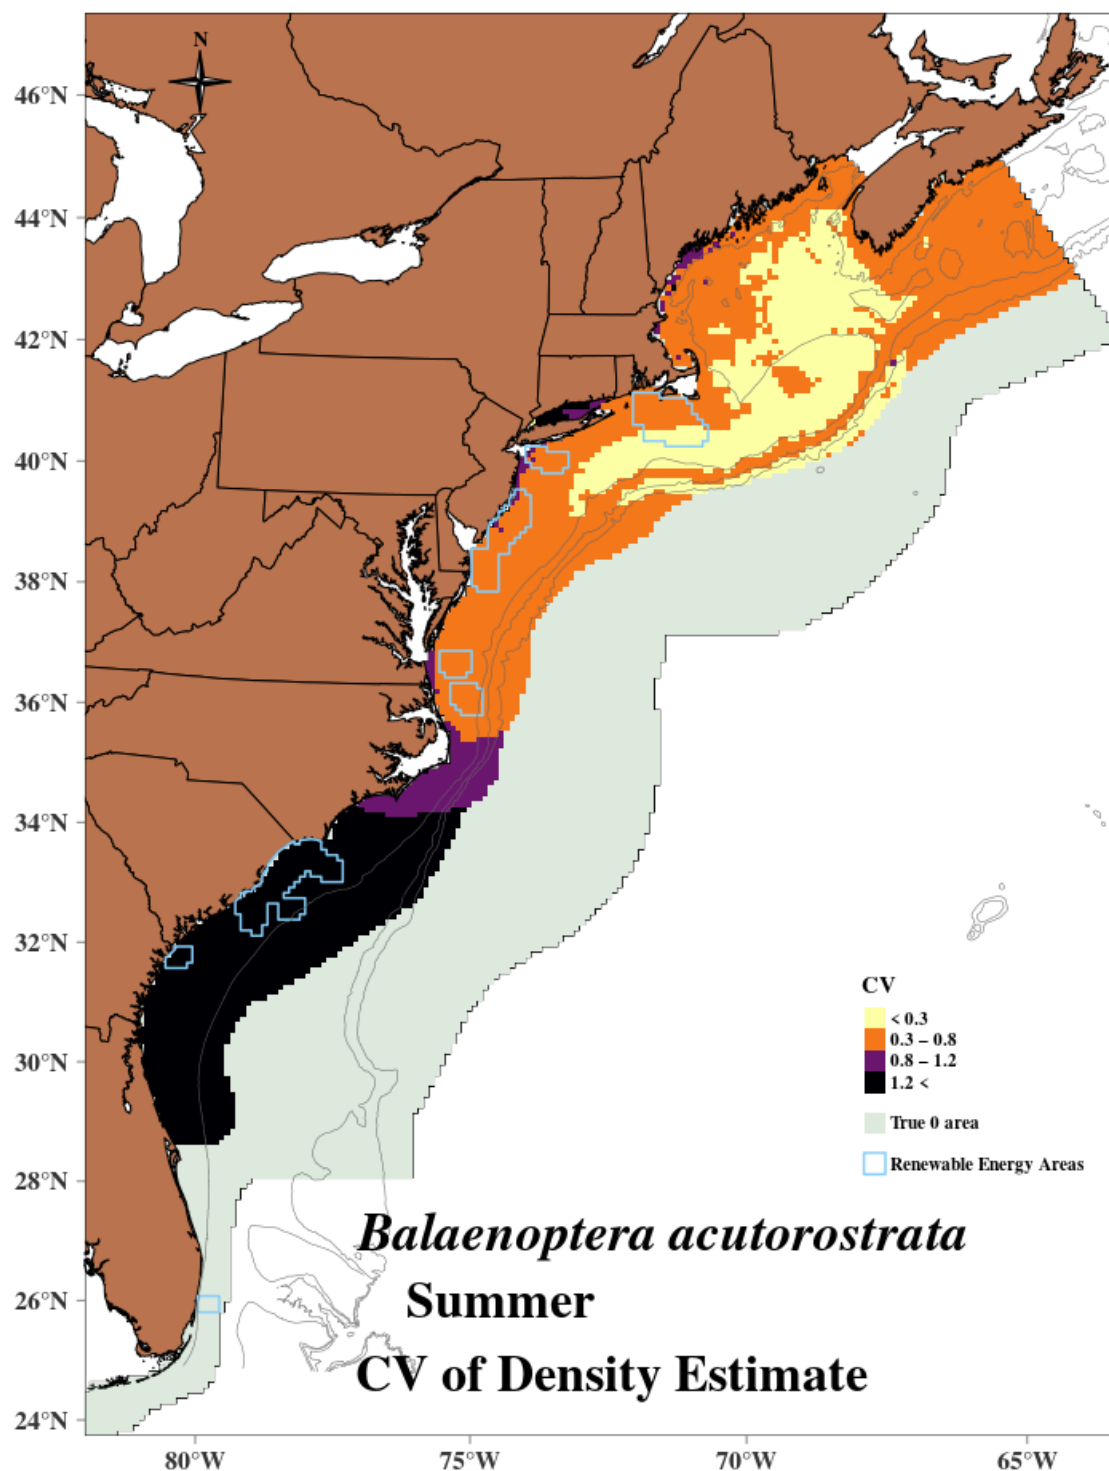 N
46°N
44°N
42°N
40°N
38°N
36°N
34°N
32°N
30°N
28°N
26°N
24°N
CV
< 0.3
0.3 – 0.8
0.8 – 1.2
1.2 <
True 0 area
Renewable Energy Areas
Balaenoptera acutorostrata
Summer
CV of Density Estimate
80°W
75°W
70°W
65°W